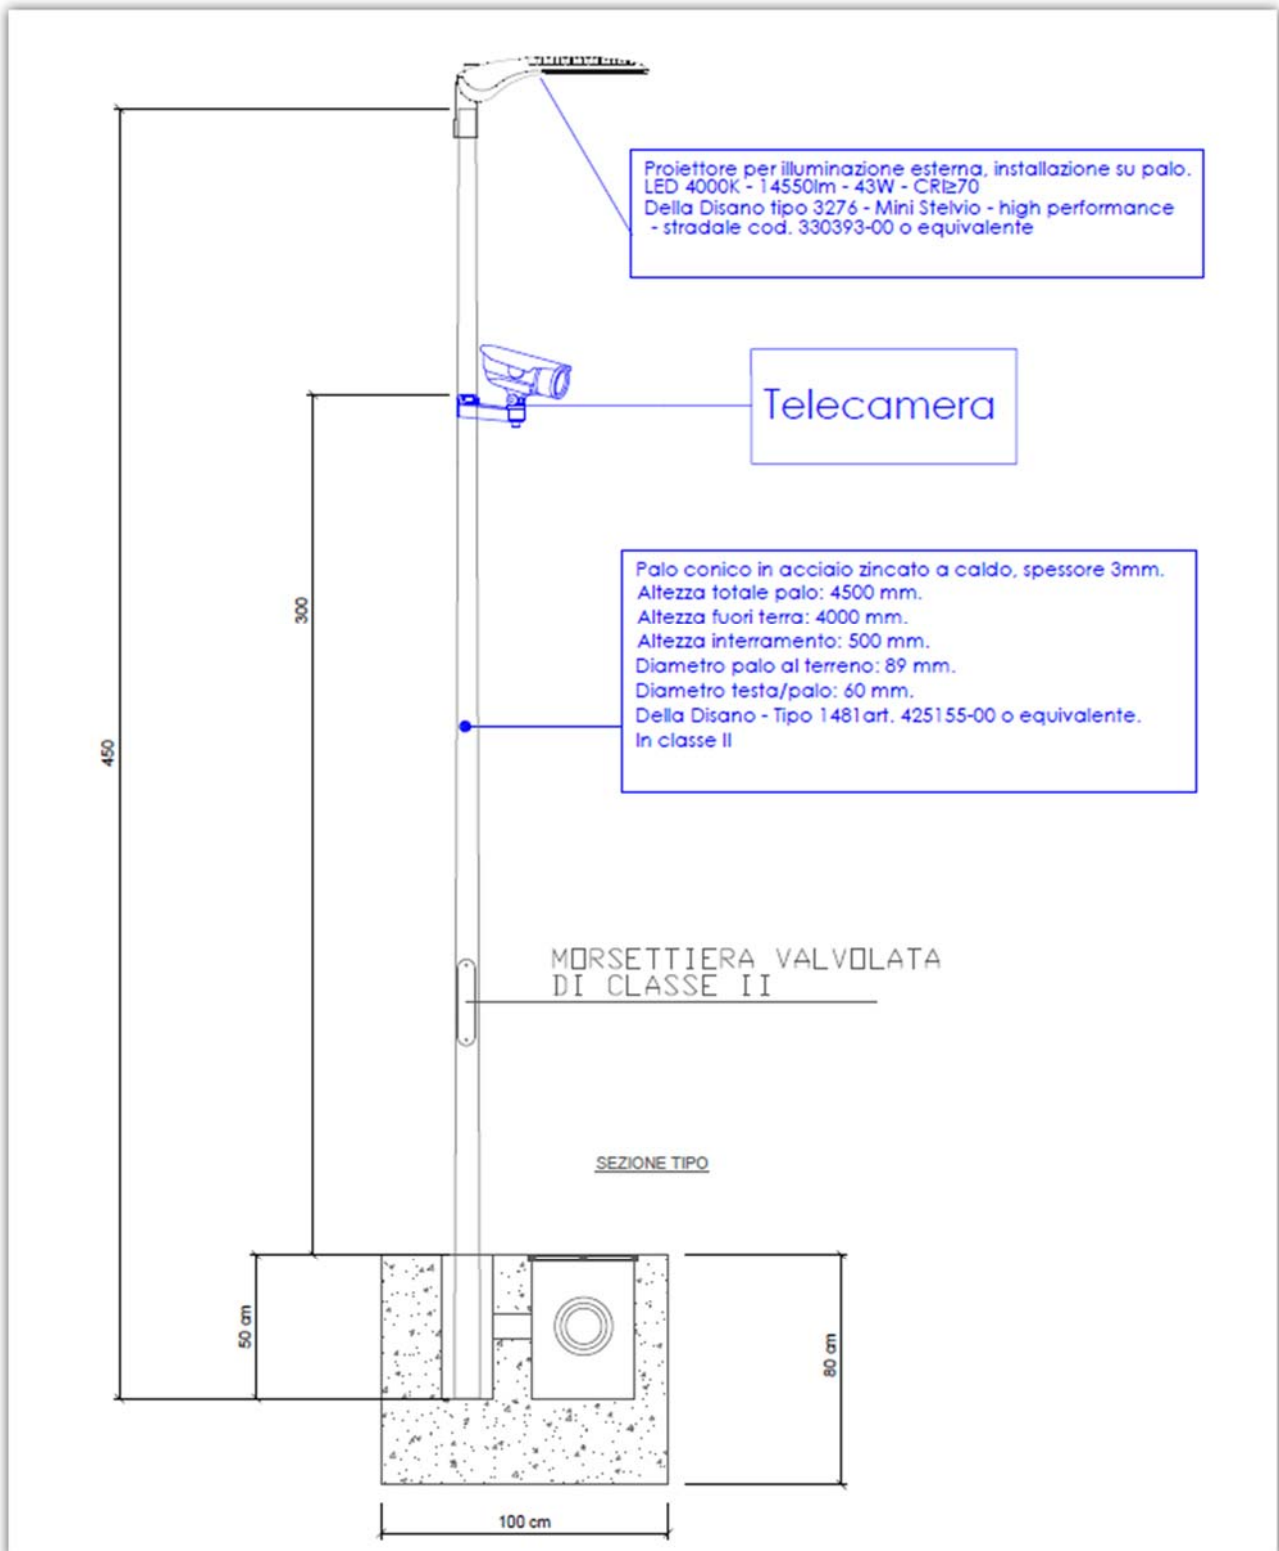 Proiettore per illuminazione esterna, installazione su palo.
LED 4000K - 14550lm - 43W - CRI≥70
Della Disano tipo 3276 - Mini Stelvio - high performance
- stradale cod. 330393-00 o equivalente
Telecamera
300
Palo conico in acciaio zincato a caldo, spessore 3mm.
Altezza totale palo: 4500 mm.
Altezza fuori terra: 4000 mm.
Altezza interramento: 500 mm.
Diametro palo al terreno: 89 mm.
Diametro testa/palo: 60 mm.
Della Disano - Tipo 1481art. 425155-00 o equivalente.
In classe II
450
MORSETTIERA VALVOLATA
DI CLASSE II
SEZIONE TIPO
50 cm
80 cm
100 cm